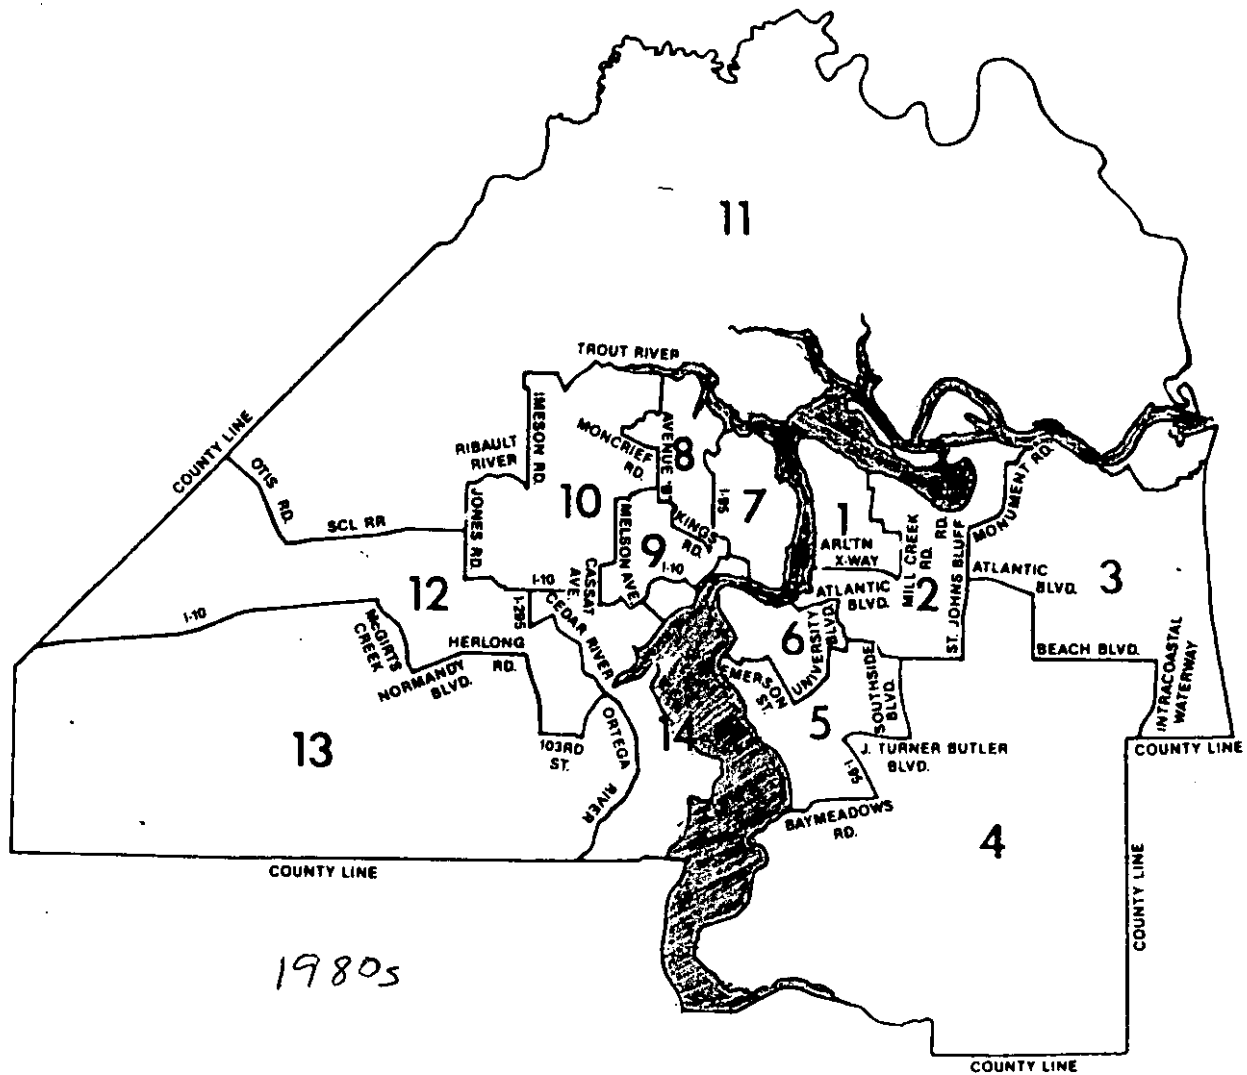 11
TROUT RIVER
COUNTY LINE
OTIS RD.
SCL RR
RIBAULT
RIVER
IMESON RD.
JONES RD.
MONCRIEF
RD.
AVENUE "B"
8
10
7
I-95
KINGS
RD.
9
MELSON AVE.
CASSAT
AVE
I-10
I-10
1
ARL'TN
X-WAY
MILL CREEK
RD.
RD.
ST. JOHNS BLUFF
MONUMENT RD.
2
ATLANTIC
BLVD.
3
ATLANTIC
BLVD.
12
I-10
I-295
CEDAR RIVER
McGIRTS
CREEK
HERLONG
RD.
NORMANDY
BLVD.
6
UNIVERSITY
BLVD.
EMERSON
ST.
SOUTHSIDE
BLVD.
BEACH BLVD.
INTRACOASTAL
WATERWAY
13
103RD
ST.
ORTEGA
RIVER
14
5
J. TURNER BUTLER
BLVD.
I-95
COUNTY LINE
BAYMEADOWS
RD.
4
COUNTY LINE
COUNTY LINE
1980s
COUNTY LINE